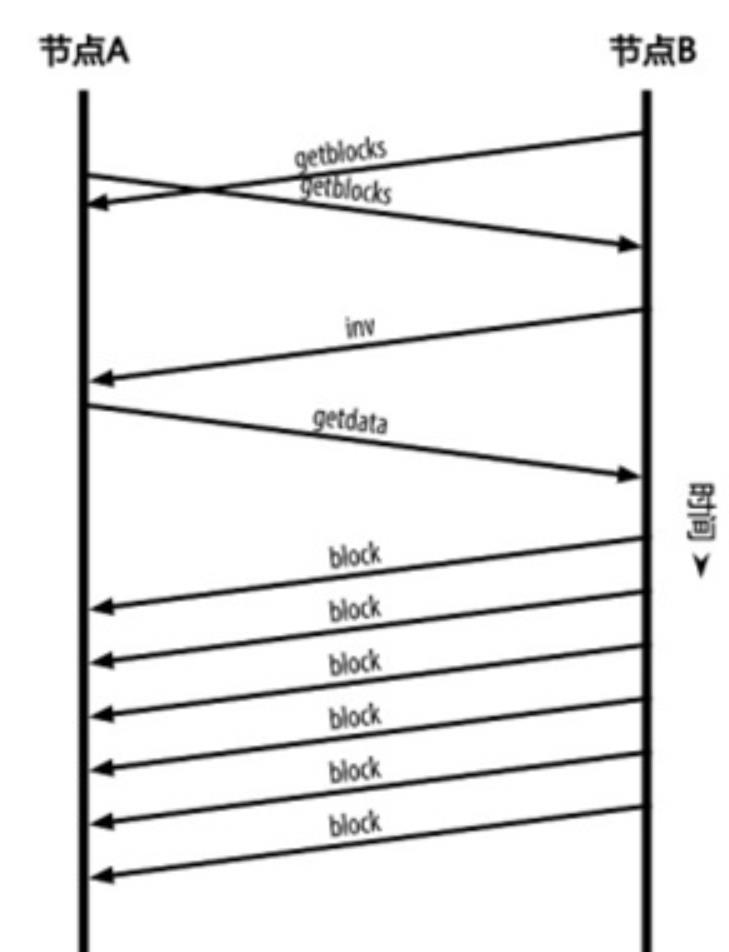 节点A
节点B
getblocks
getblocks
inv
getdata
时间
block
block
block
block
block
block